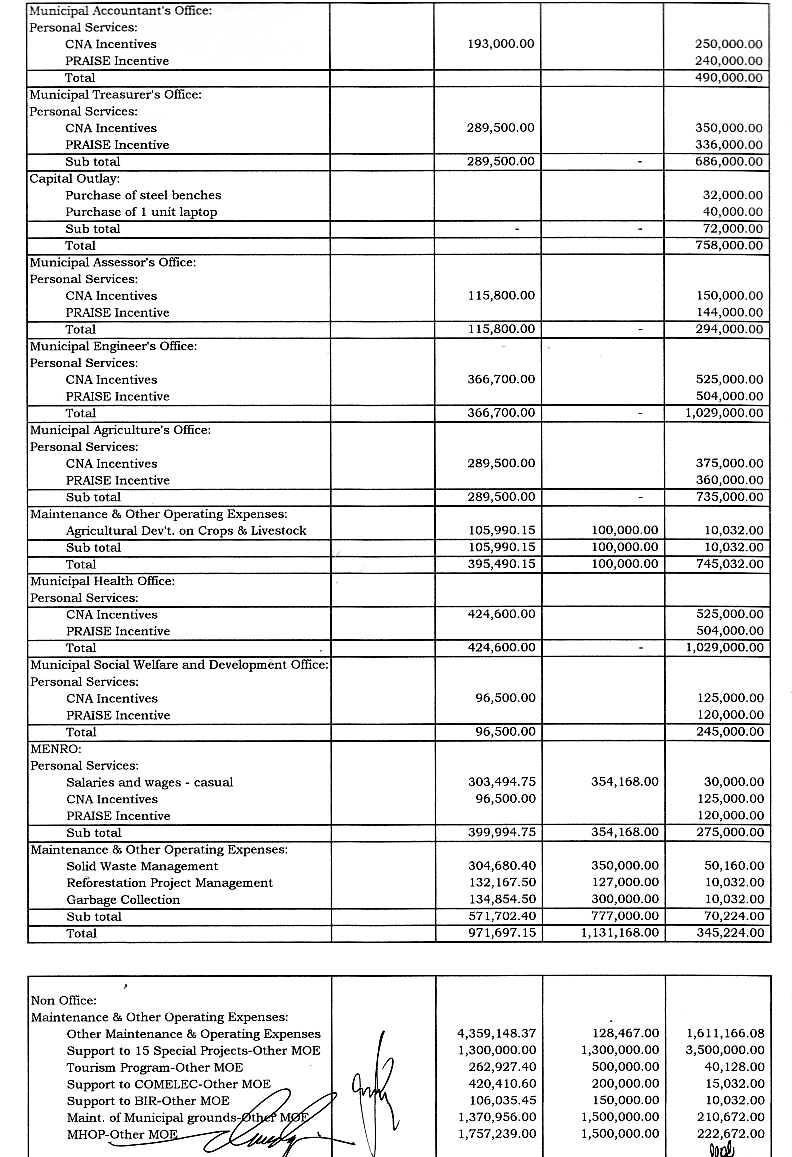 Municipal Accountant's Office:
Personal Services:
CNA Incentives 193,000.00 250,000.00
PRAISE Incentive 240,000.00
Total 490,000.00
Municipal Treasurer's Office:
Personal Services:
CNA Incentives 289,500.00 350,000.00
PRAISE Incentive 336,000.00
Sub total 289,500.00 - 686,000.00
Capital Outlay:
Purchase of steel benches 32,000.00
Purchase of 1 unit laptop 40,000.00
Sub total - - 72,000.00
Total 758,000.00
Municipal Assessor's Office:
Personal Services:
CNA Incentives 115,800.00 150,000.00
PRAISE Incentive 144,000.00
Total 115,800.00 - 294,000.00
Municipal Engineer's Office:
Personal Services:
CNA Incentives 366,700.00 525,000.00
PRAISE Incentive 504,000.00
Total 366,700.00 - 1,029,000.00
Municipal Agriculture's Office:
Personal Services:
CNA Incentives 289,500.00 375,000.00
PRAISE Incentive 360,000.00
Sub total 289,500.00 - 735,000.00
Maintenance & Other Operating Expenses:
Agricultural Dev't. on Crops & Livestock 105,990.15 100,000.00 10,032.00
Sub total 105,990.15 100,000.00 10,032.00
Total 395,490.15 100,000.00 745,032.00
Municipal Health Office:
Personal Services:
CNA Incentives 424,600.00 525,000.00
PRAISE Incentive 504,000.00
Total 424,600.00 - 1,029,000.00
Municipal Social Welfare and Development Office:
Personal Services:
CNA Incentives 96,500.00 125,000.00
PRAISE Incentive 120,000.00
Total 96,500.00 245,000.00
MENRO:
Personal Services:
Salaries and wages - casual 303,494.75 354,168.00 30,000.00
CNA Incentives 96,500.00 125,000.00
PRAISE Incentive 120,000.00
Sub total 399,994.75 354,168.00 275,000.00
Maintenance & Other Operating Expenses:
Solid Waste Management 304,680.40 350,000.00 50,160.00
Reforestation Project Management 132,167.50 127,000.00 10,032.00
Garbage Collection 134,854.50 300,000.00 10,032.00
Sub total 571,702.40 777,000.00 70,224.00
Total 971,697.15 1,131,168.00 345,224.00
Non Office:
Maintenance & Other Operating Expenses:
Other Maintenance & Operating Expenses 4,359,148.37 128,467.00 1,611,166.08
Support to 15 Special Projects-Other MOE 1,300,000.00 1,300,000.00 3,500,000.00
Tourism Program-Other MOE 262,927.40 500,000.00 40,128.00
Support to COMELEC-Other MOE 420,410.60 200,000.00 15,032.00
Support to BIR-Other MOE 106,035.45 150,000.00 10,032.00
Maint. of Municipal grounds-Other MOE 1,370,956.00 1,500,000.00 210,672.00
MHOP-Other MOE 1,757,239.00 1,500,000.00 222,672.00